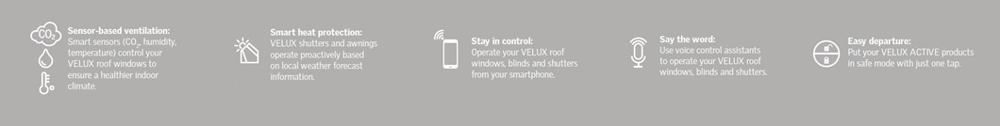 CO2
Sensor-based ventilation:
Smart sensors (CO2, humidity,
temperature) control your
VELUX roof windows to
ensure a healthier indoor
climate.
Smart heat protection:
VELUX shutters and awnings
operate proactively based
on local weather forecast
information.
Stay in control:
Operate your VELUX roof
windows, blinds and shutters
from your smartphone.
Say the word:
Use voice control assistants
to operate your VELUX roof
windows, blinds and shutters.
Easy departure:
Put your VELUX ACTIVE products
in safe mode with just one tap.